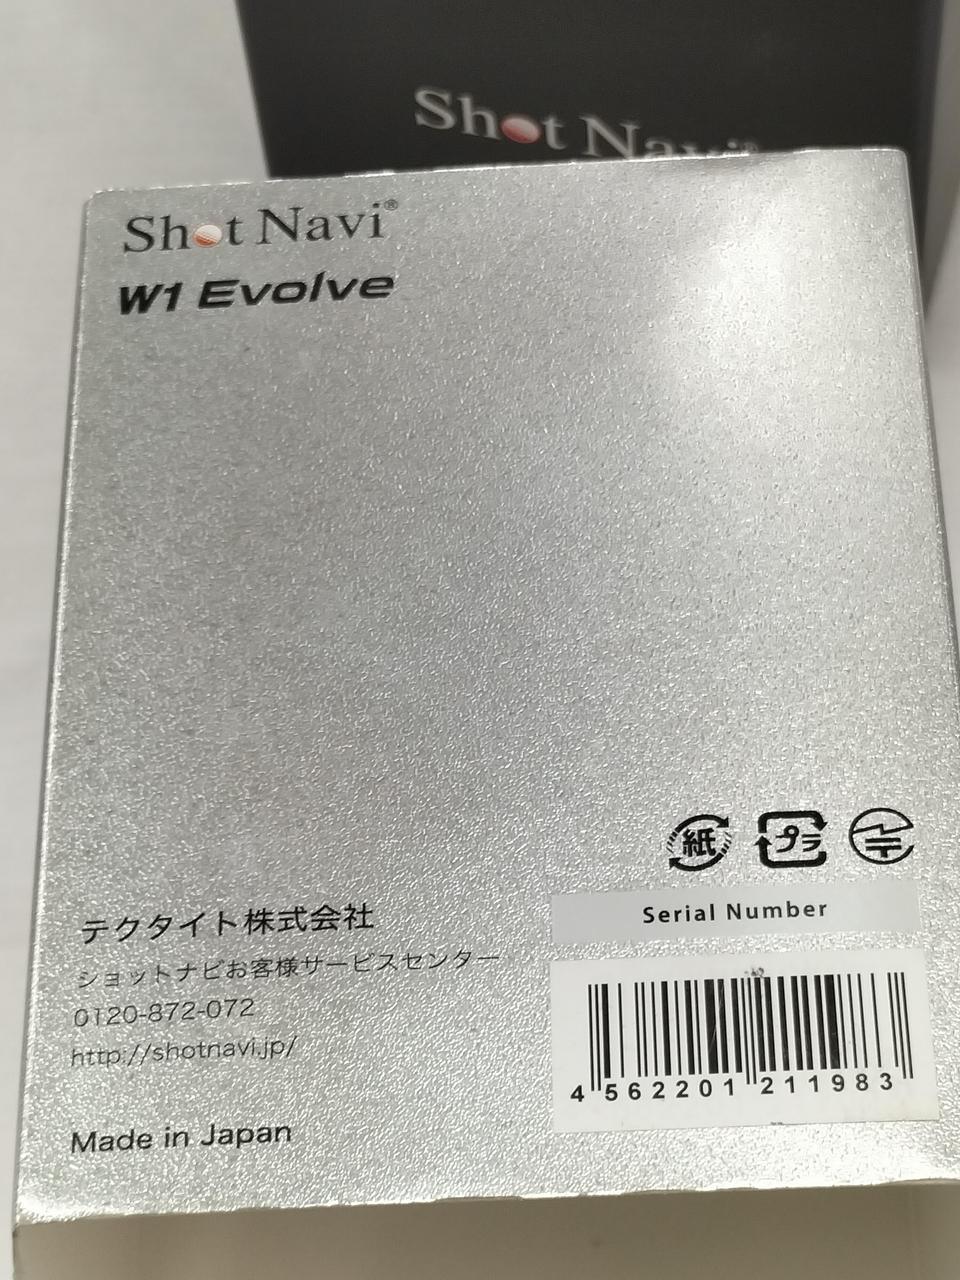 Shot Navi®
Shot Navi®
W1 Evolve
紙
プラ
Serial Number
テクタイト株式会社
ショットナビお客様サービスセンター
0120-872-072
http://shotnavi.jp/
4 562201 211983
Made in Japan